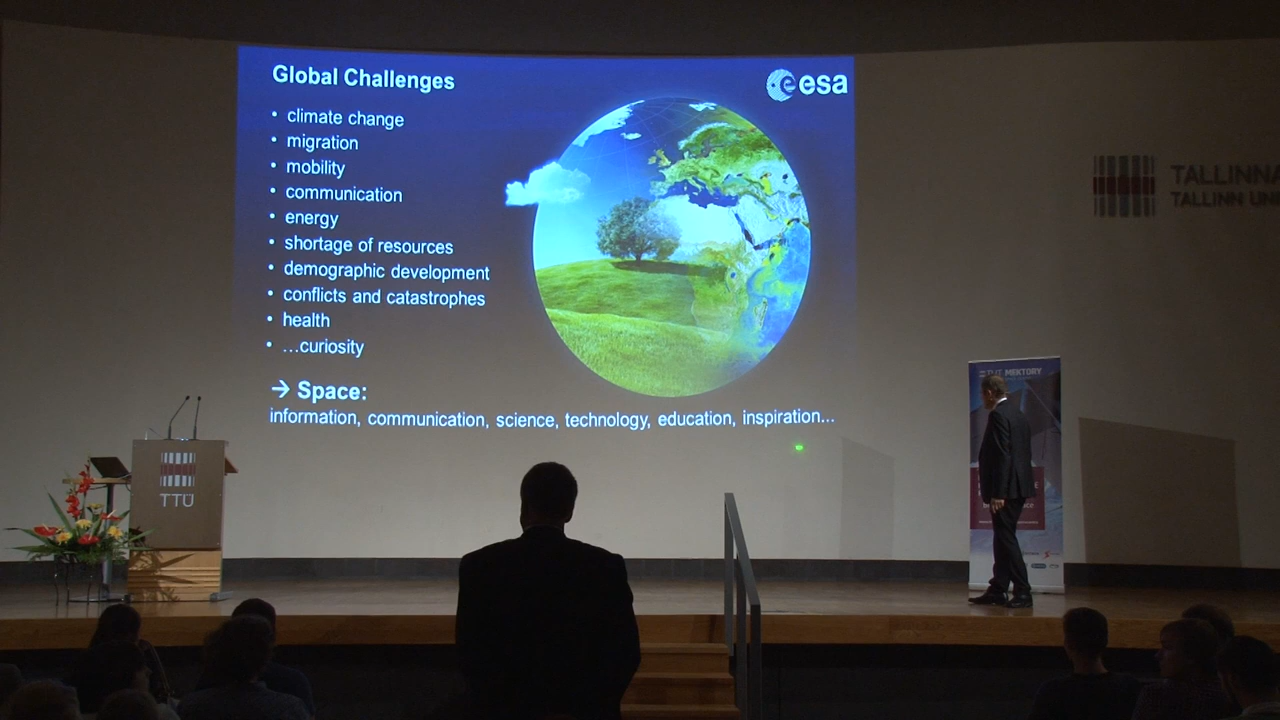 Global Challenges
esa
• climate change
• migration
• mobility
• communication
• energy
• shortage of resources
• demographic development
• conflicts and catastrophes
• health
• …curiosity
→ Space:
information, communication, science, technology, education, inspiration...
TALLINNA
TALLINN UNI
MEKTORY
TTÜ